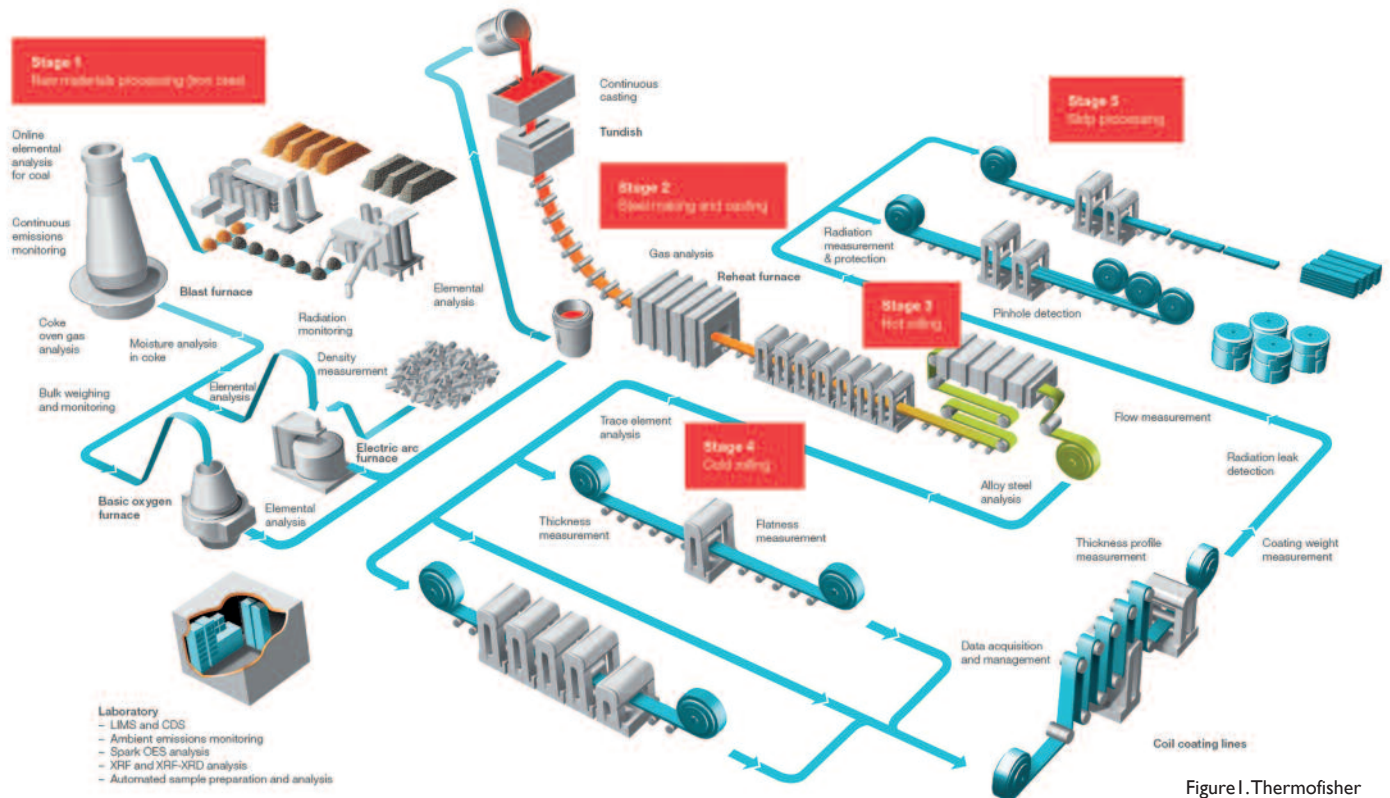 Stage 1
Raw materials processing (iron ore)
Online
elemental
analysis
for coal
Continuous
emissions
monitoring
Blast furnace
Coke
oven gas
analysis
Moisture analysis
in coke
Radiation
monitoring
Elemental
analysis
Density
measurement
Bulk weighing
and monitoring
Elemental
analysis
Electric arc
furnace
Basic oxygen
furnace
Elemental
analysis
Laboratory
– LIMS and CDS
– Ambient emissions monitoring
– Spark OES analysis
– XRF and XRF-XRD analysis
– Automated sample preparation and analysis
Continuous
casting
Tundish
Stage 2
Steel making and casting
Gas analysis
Reheat furnace
Stage 3
Hot rolling
Trace element
analysis
Stage 4
Cold rolling
Thickness
measurement
Flatness
measurement
Alloy steel
analysis
Flow measurement
Radiation leak
detection
Thickness profile
measurement
Coating weight
measurement
Data acquisition
and management
Coil coating lines
Stage 5
Strip processing
Radiation
measurement
& protection
Pinhole detection
Figure1.Thermofisher